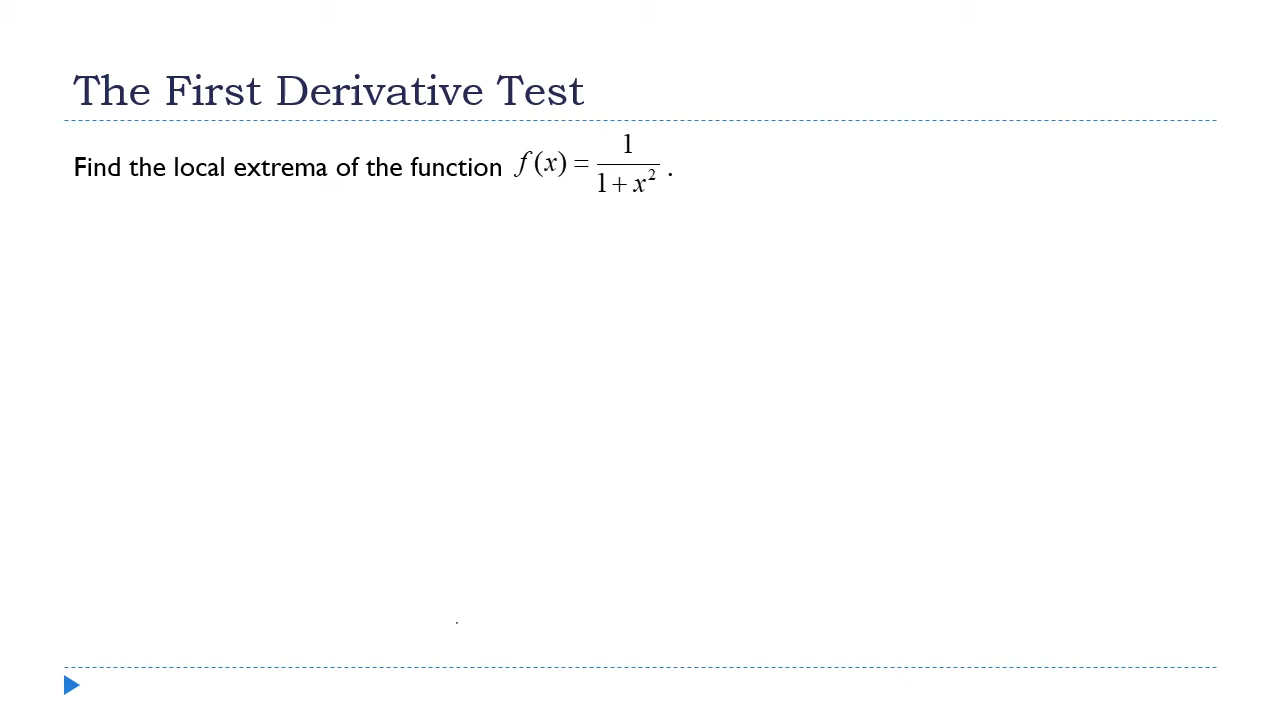 The First Derivative Test
Find the local extrema of the function f(x) = 1/(1 + x²) .